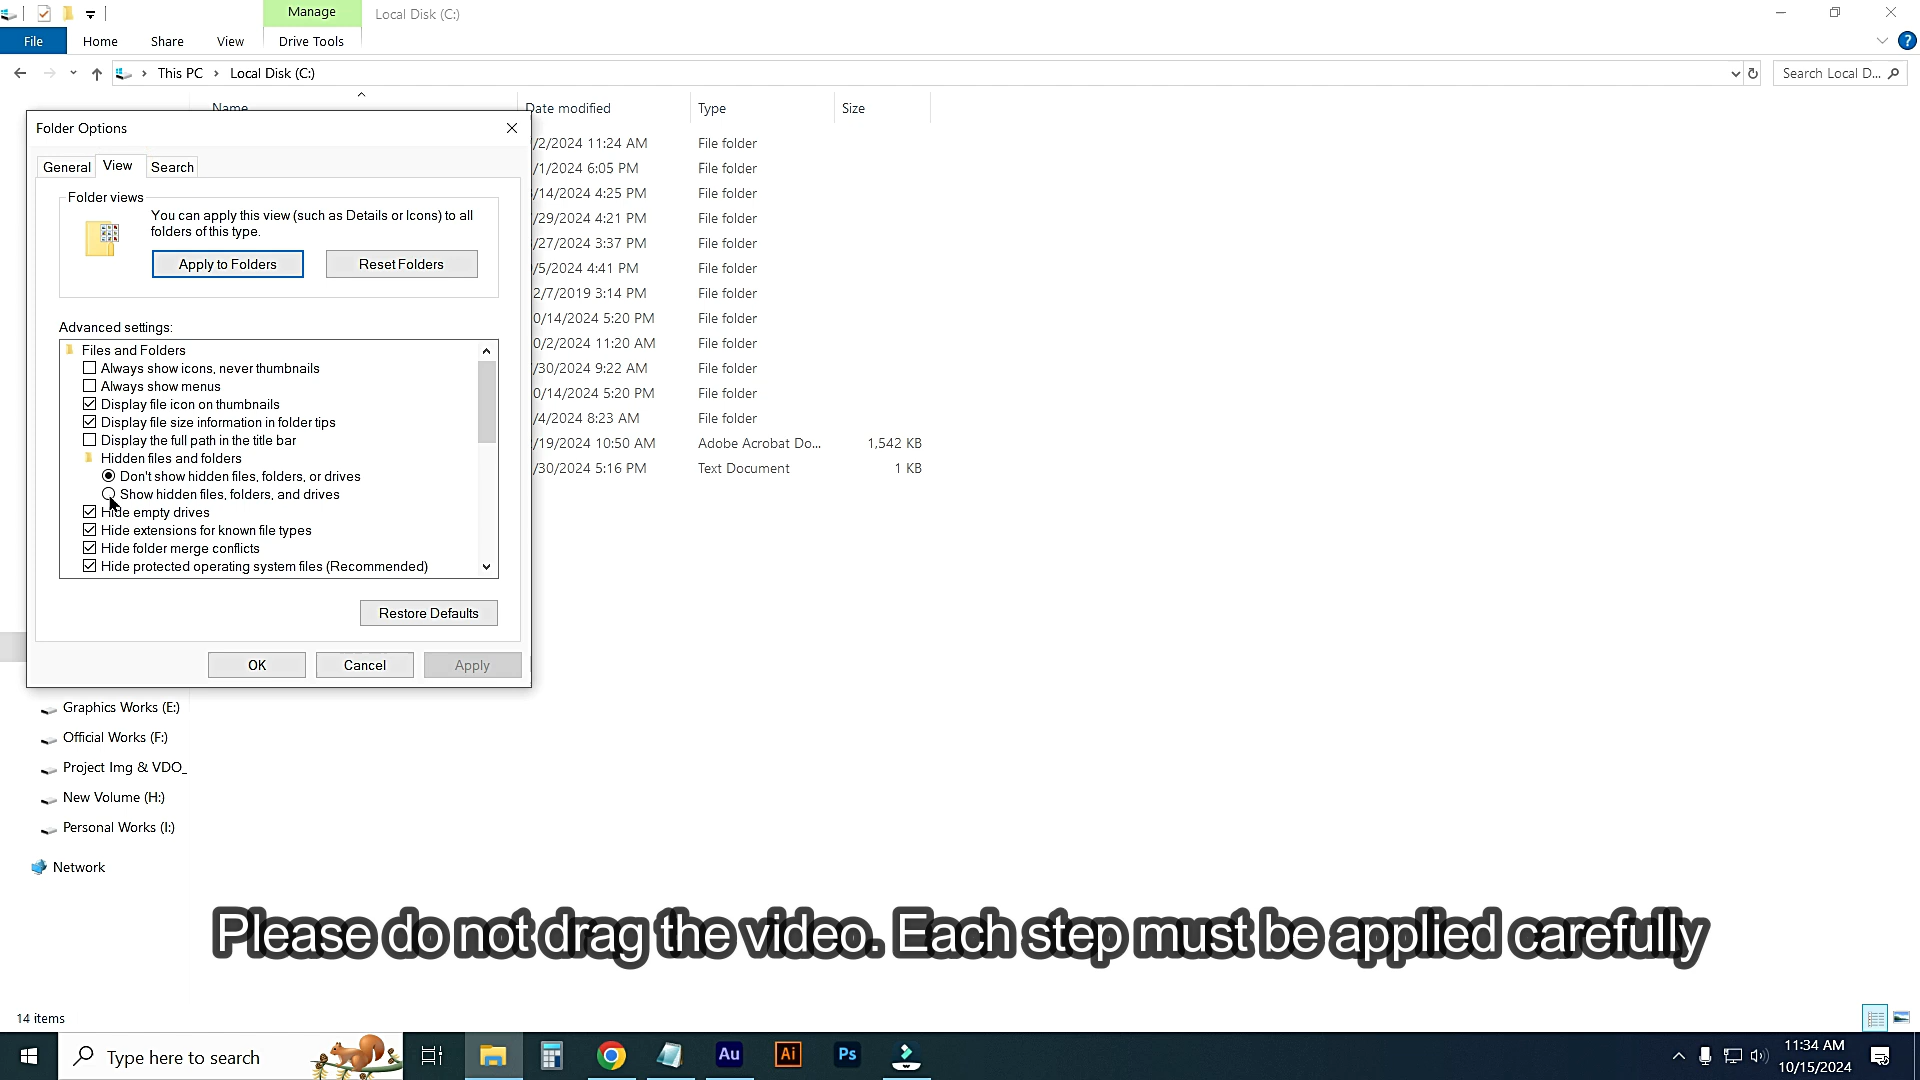 Manage
Local Disk (C:)
File
Home
Share
View
Drive Tools
This PC
Local Disk (C:)
Search Local D...
Name
Date modified
Type
Size
Folder Options
General
View
Search
Folder views
You can apply this view (such as Details or Icons) to all
folders of this type.
Apply to Folders
Reset Folders
Advanced settings:
Files and Folders
Always show icons, never thumbnails
Always show menus
Display file icon on thumbnails
Display file size information in folder tips
Display the full path in the title bar
Hidden files and folders
Don't show hidden files, folders, or drives
Show hidden files, folders, and drives
Hide empty drives
Hide extensions for known file types
Hide folder merge conflicts
Hide protected operating system files (Recommended)
Restore Defaults
OK
Cancel
Apply
/2/2024 11:24 AM File folder
/1/2024 6:05 PM File folder
/14/2024 4:25 PM File folder
/29/2024 4:21 PM File folder
/27/2024 3:37 PM File folder
/5/2024 4:41 PM File folder
2/7/2019 3:14 PM File folder
0/14/2024 5:20 PM File folder
0/2/2024 11:20 AM File folder
/30/2024 9:22 AM File folder
0/14/2024 5:20 PM File folder
/4/2024 8:23 AM File folder
/19/2024 10:50 AM Adobe Acrobat Do... 1,542 KB
/30/2024 5:16 PM Text Document 1 KB
Graphics Works (E:)
Official Works (F:)
Project Img & VDO_
New Volume (H:)
Personal Works (I:)
Network
Please do not drag the video. Each step must be applied carefully
14 items
Type here to search
Au
Ai
Ps
11:34 AM
10/15/2024